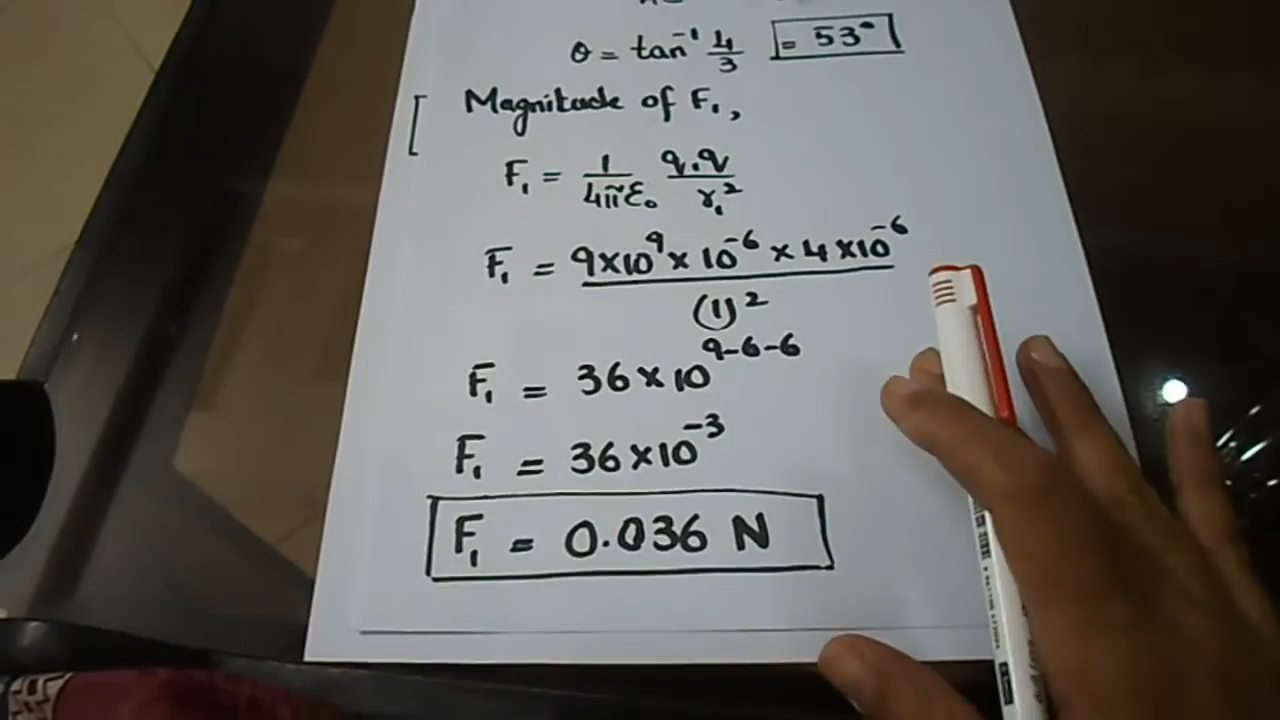 θ = tan⁻¹ 4/3 = 53°
Magnitude of F₁,
F₁ = 1/4πε₀ q.q/r₁²
F₁ = 9×10⁹ × 10⁻⁶ × 4×10⁻⁶ / (1)²
F₁ = 36×10⁹⁻⁶⁻⁶
F₁ = 36×10⁻³
F₁ = 0.036 N